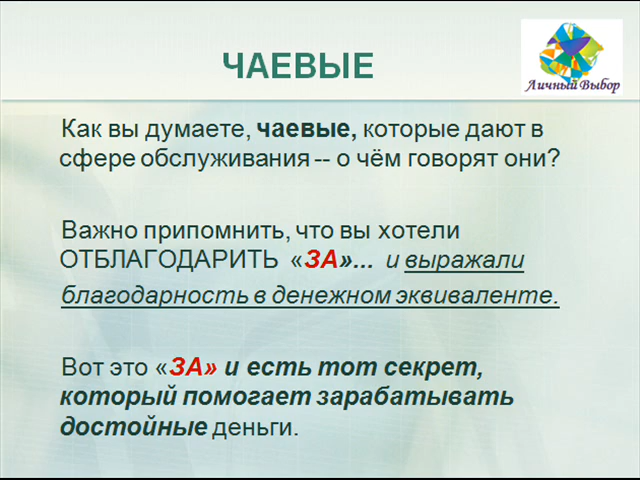 ЧАЕВЫЕ
Личный Выбор
Как вы думаете, чаевые, которые дают в
сфере обслуживания -- о чём говорят они?
Важно припомнить, что вы хотели
ОТБЛАГОДАРИТЬ «ЗА»... и выражали
благодарность в денежном эквиваленте.
Вот это «ЗА» и есть тот секрет,
который помогает зарабатывать
достойные деньги.